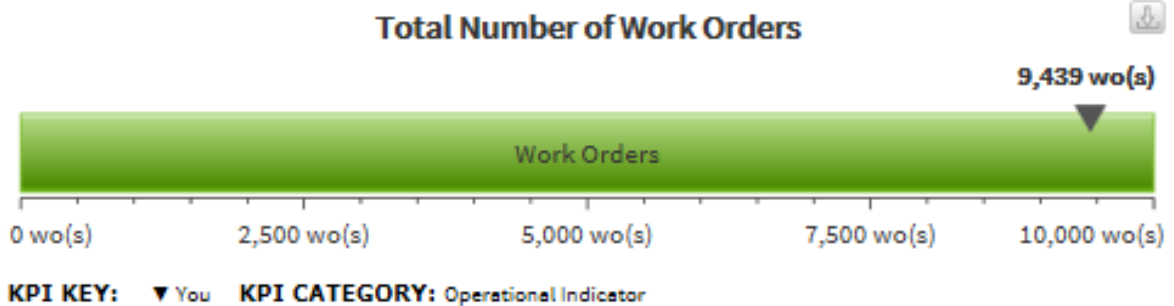 Total Number of Work Orders
9,439 wo(s)
Work Orders
0 wo(s) 2,500 wo(s) 5,000 wo(s) 7,500 wo(s) 10,000 wo(s)
KPI KEY: ▼ You KPI CATEGORY: Operational Indicator